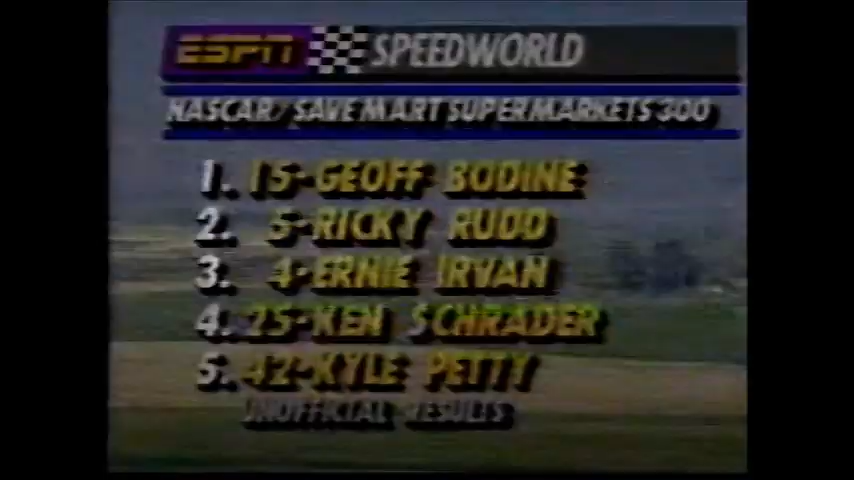 ESPN SPEEDWORLD
NASCAR/SAVE MART SUPERMARKETS 300
1. 15-GEOFF BODINE
2. 5-RICKY RUDD
3. 4-ERNIE IRVAN
4. 25-KEN SCHRADER
5. 42-KYLE PETTY
UNOFFICIAL RESULTS